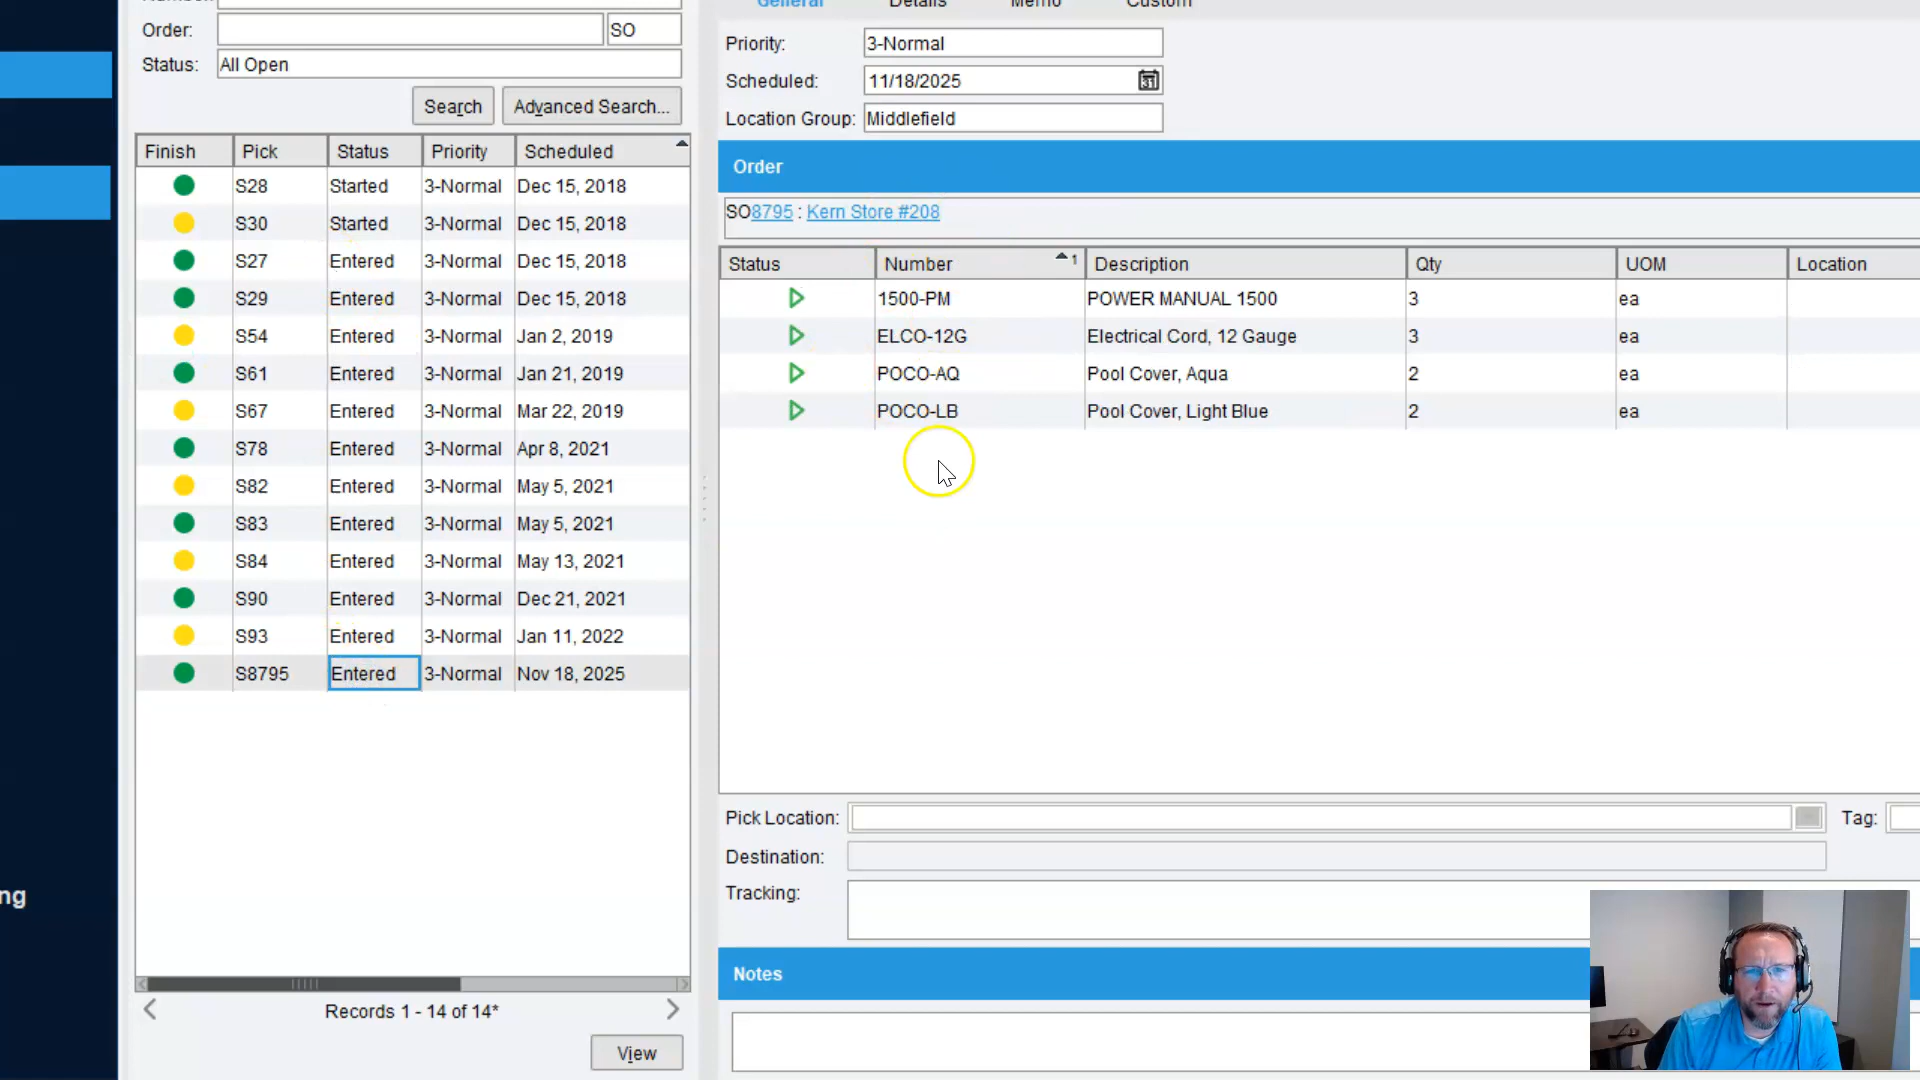 Order: SO
Status: All Open
Search Advanced Search...
Finish Pick Status Priority Scheduled
S28 Started 3-Normal Dec 15, 2018
S30 Started 3-Normal Dec 15, 2018
S27 Entered 3-Normal Dec 15, 2018
S29 Entered 3-Normal Dec 15, 2018
S54 Entered 3-Normal Jan 2, 2019
S61 Entered 3-Normal Jan 21, 2019
S67 Entered 3-Normal Mar 22, 2019
S78 Entered 3-Normal Apr 8, 2021
S82 Entered 3-Normal May 5, 2021
S83 Entered 3-Normal May 5, 2021
S84 Entered 3-Normal May 13, 2021
S90 Entered 3-Normal Dec 21, 2021
S93 Entered 3-Normal Jan 11, 2022
S8795 Entered 3-Normal Nov 18, 2025
Records 1 - 14 of 14*
View
General Details Memo Custom
Priority: 3-Normal
Scheduled: 11/18/2025 31
Location Group: Middlefield
Order
SO8795 : Kern Store #208
Status Number 1 Description Qty UOM Location
1500-PM POWER MANUAL 1500 3 ea
ELCO-12G Electrical Cord, 12 Gauge 3 ea
POCO-AQ Pool Cover, Aqua 2 ea
POCO-LB Pool Cover, Light Blue 2 ea
Pick Location: Tag:
Destination:
Tracking:
Notes
ng